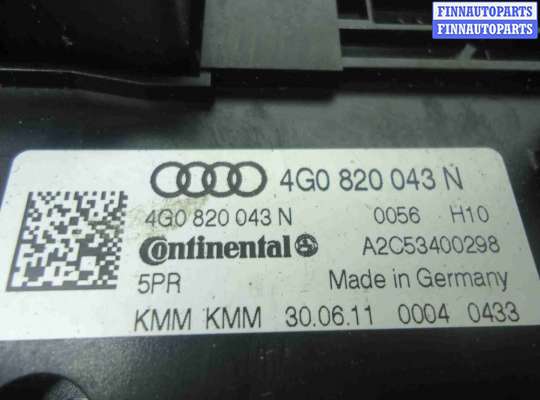 FINNAUTOPARTS
FINNAUTOPARTS
4G0 820 043 N
4G0 820 043 N 0056 H10
Continental A2C53400298
5PR Made in Germany
KMM KMM 30.06.11 0004 0433